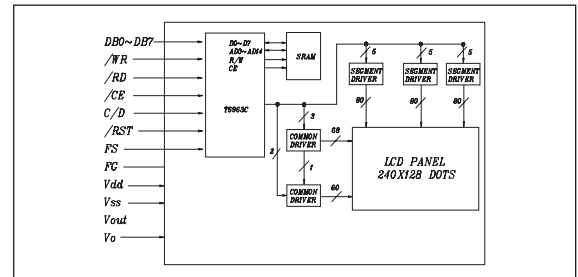 DB0~DB7
/WR
/RD
/CE
C/D
/RST
FS
FG
Vdd
Vss
Vout
Vo
D0~D7
AD0~AD14
R/W
CE
T6963C
SRAM
5
5
5
SEGMENT DRIVER
SEGMENT DRIVER
SEGMENT DRIVER
80
80
80
3
COMMON DRIVER
68
2
1
COMMON DRIVER
60
LCD PANEL
240X128 DOTS